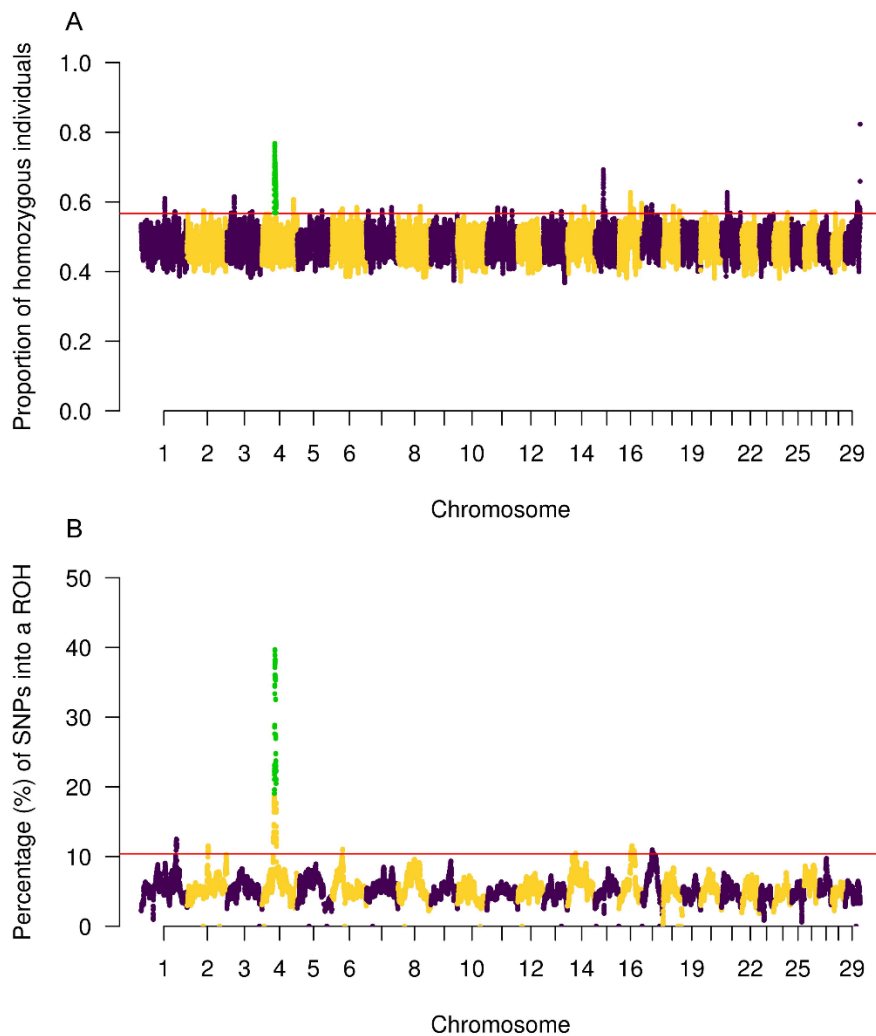 A
Proportion of homozygous individuals
1.0
0.8
0.6
0.4
0.2
0.0
1 2 3 4 5 6 8 10 12 14 16 19 22 25 29
Chromosome
B
Percentage (%) of SNPs into a ROH
50
40
30
20
10
0
1 2 3 4 5 6 8 10 12 14 16 19 22 25 29
Chromosome